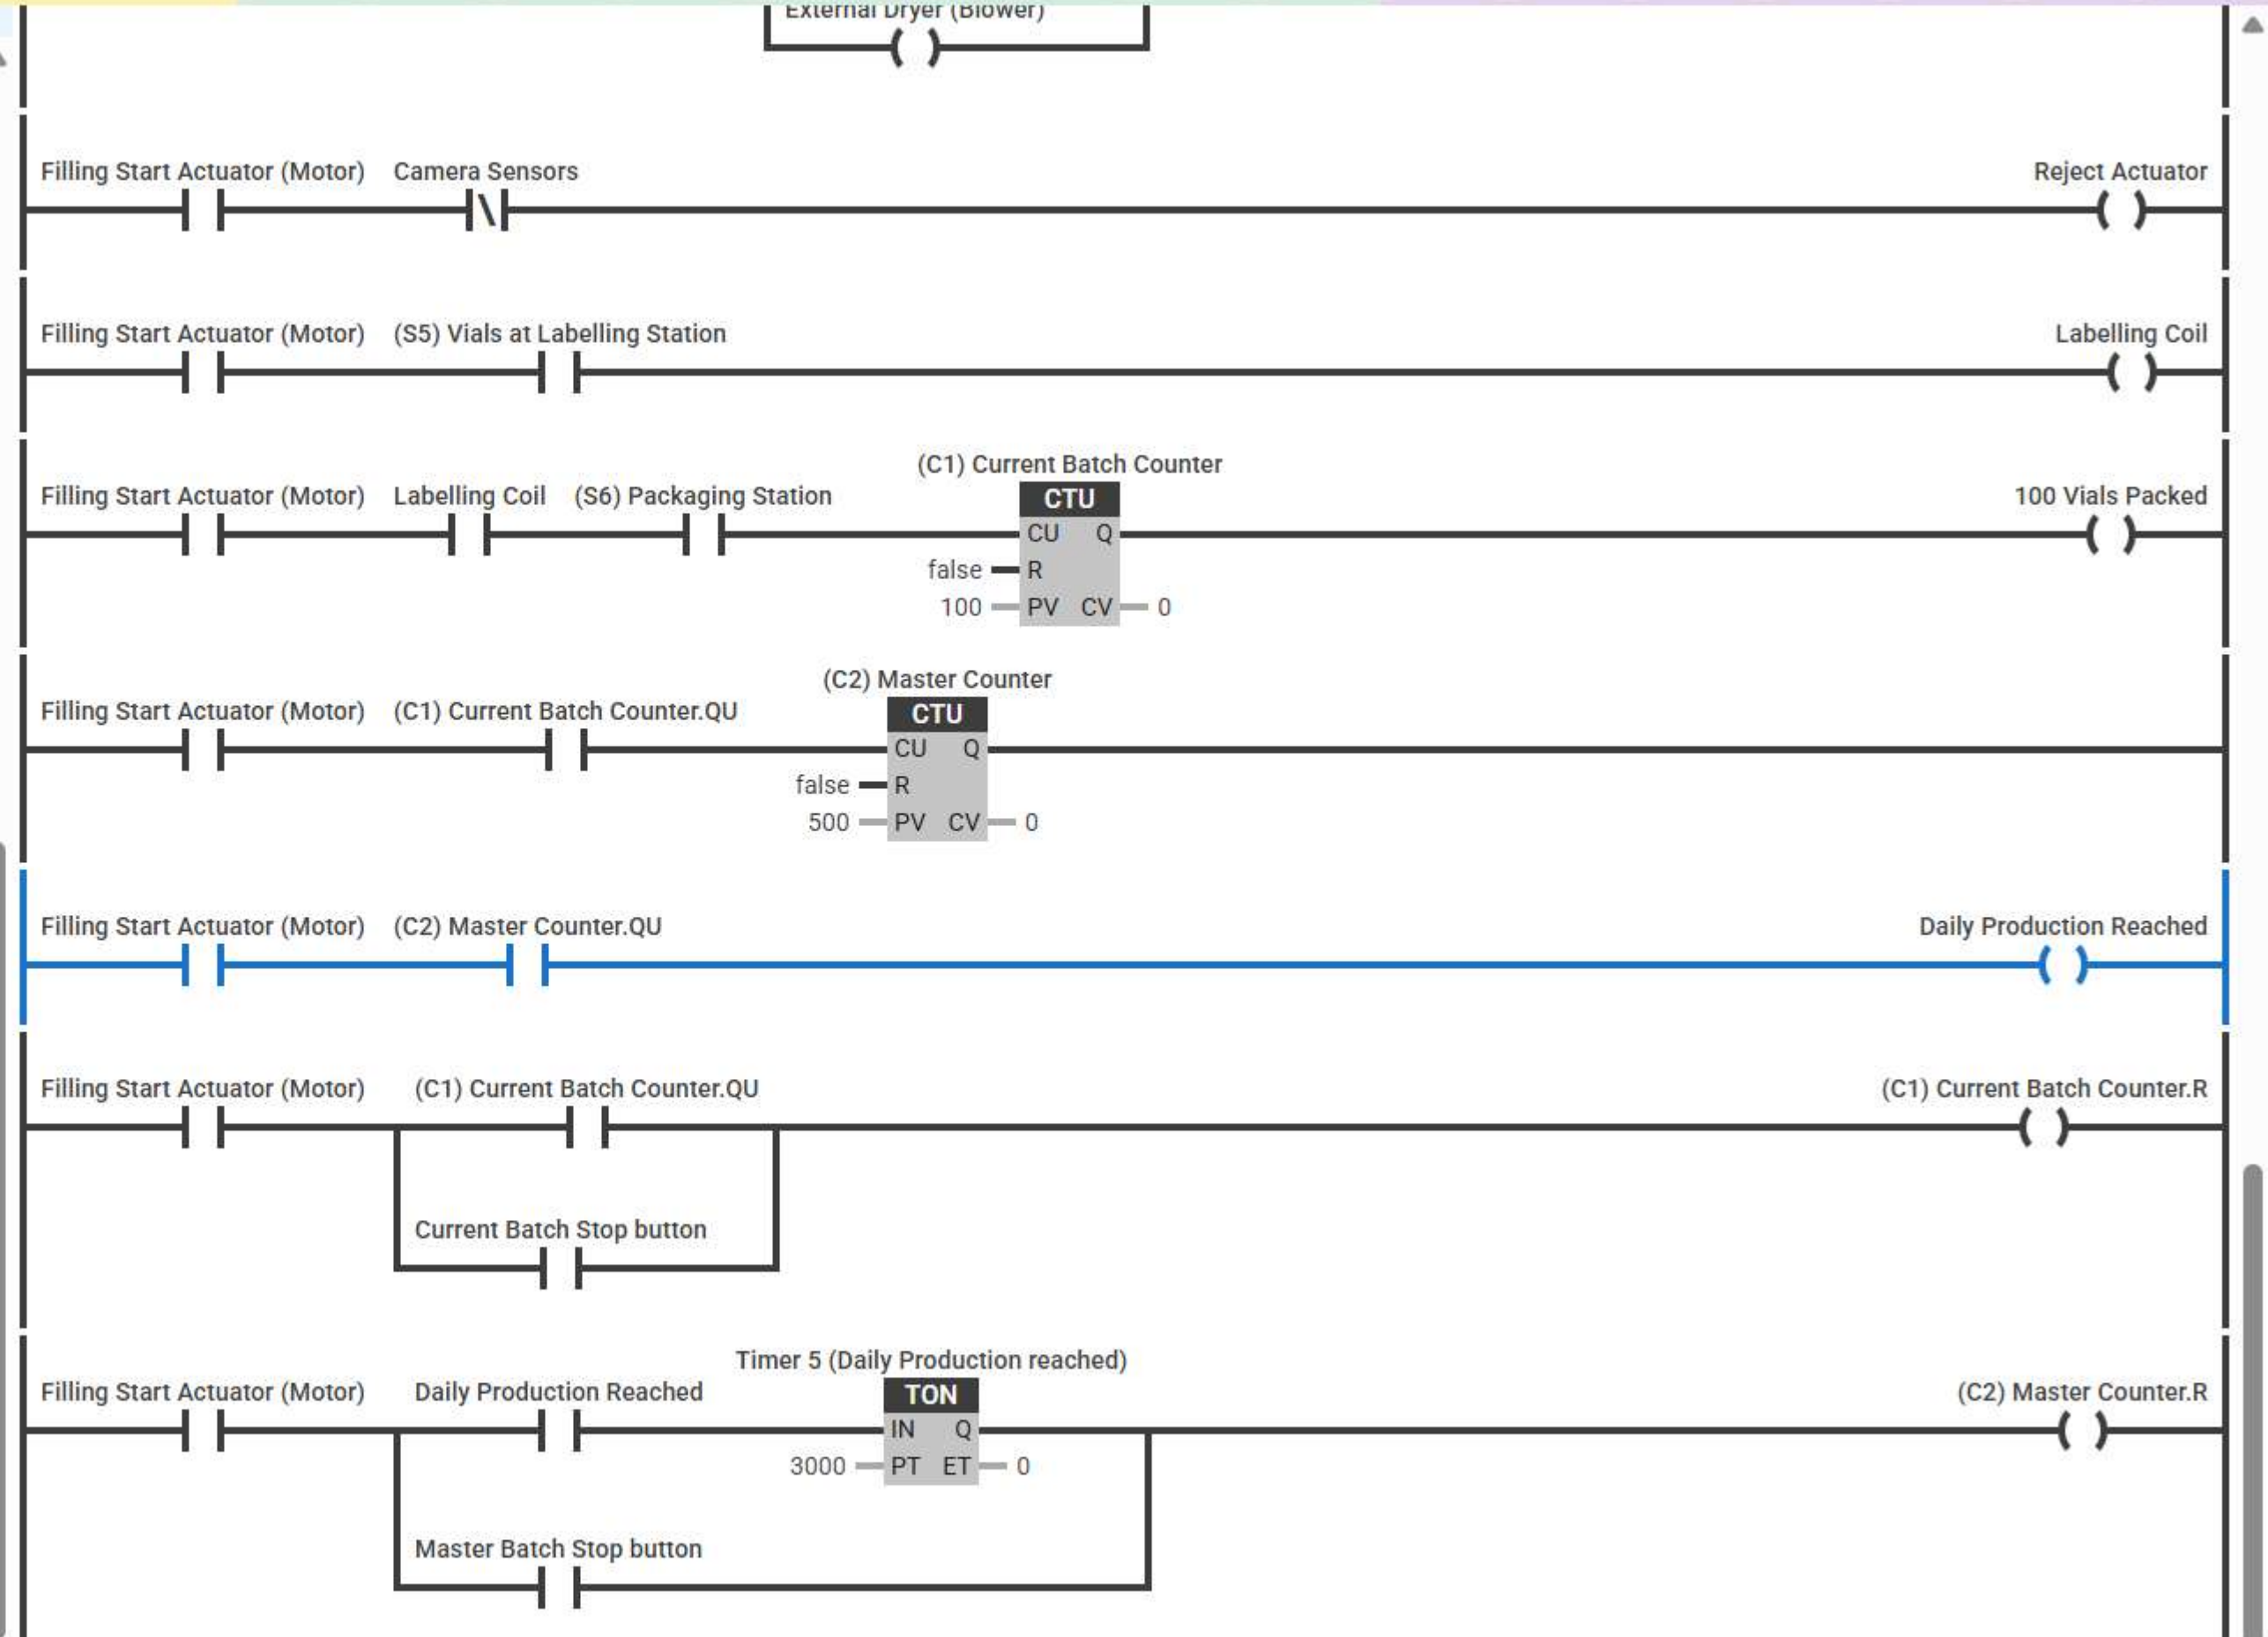 External Dryer (Blower)
Filling Start Actuator (Motor) Camera Sensors Reject Actuator
Filling Start Actuator (Motor) (S5) Vials at Labelling Station Labelling Coil
(C1) Current Batch Counter
Filling Start Actuator (Motor) Labelling Coil (S6) Packaging Station CTU 100 Vials Packed
CU Q
false R
100 PV CV 0
(C2) Master Counter
Filling Start Actuator (Motor) (C1) Current Batch Counter.QU CTU
CU Q
false R
500 PV CV 0
Filling Start Actuator (Motor) (C2) Master Counter.QU Daily Production Reached
Filling Start Actuator (Motor) (C1) Current Batch Counter.QU (C1) Current Batch Counter.R
Current Batch Stop button
Timer 5 (Daily Production reached)
Filling Start Actuator (Motor) Daily Production Reached TON (C2) Master Counter.R
IN Q
3000 PT ET 0
Master Batch Stop button